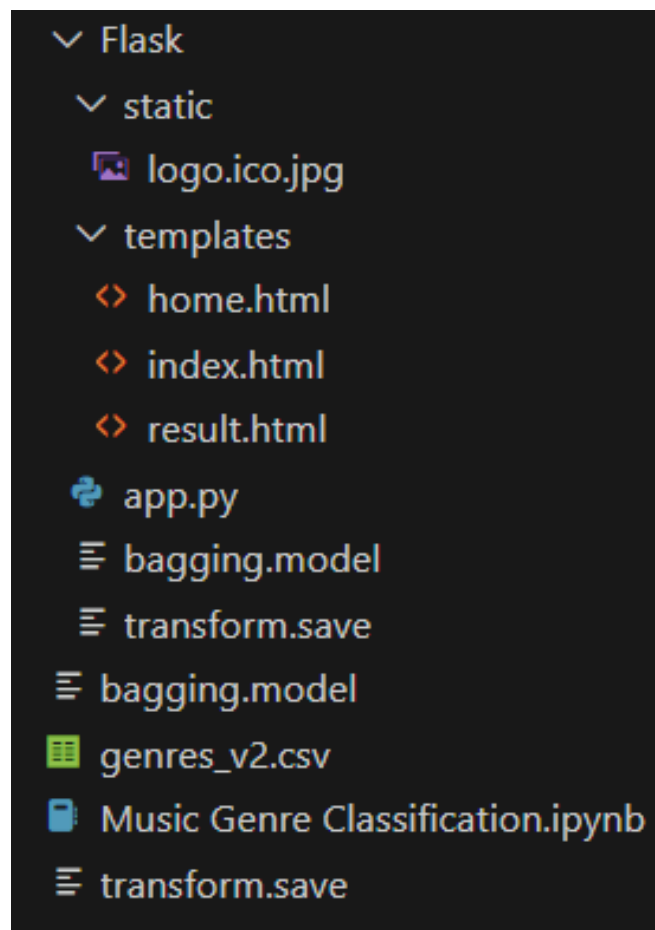 Flask
static
logo.ico.jpg
templates
home.html
index.html
result.html
app.py
bagging.model
transform.save
bagging.model
genres_v2.csv
Music Genre Classification.ipynb
transform.save